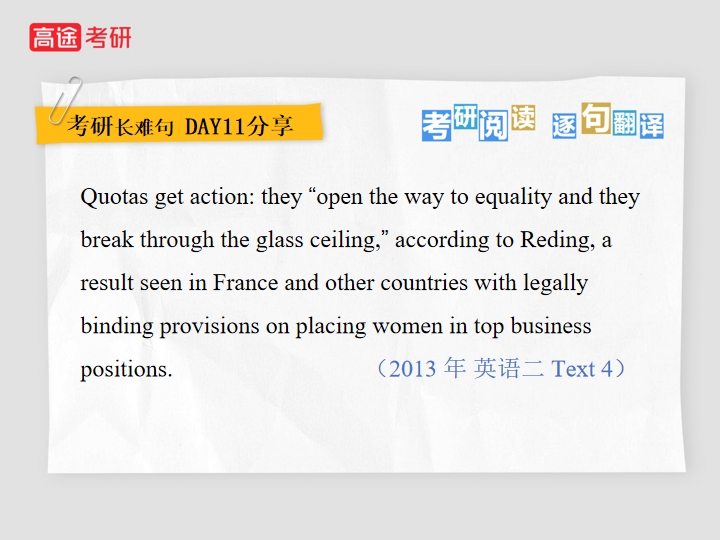 高途考研
考研长难句 DAY11分享
考研阅读 逐句翻译
Quotas get action: they “open the way to equality and they
break through the glass ceiling,” according to Reding, a
result seen in France and other countries with legally
binding provisions on placing women in top business
positions. （2013 年 英语二 Text 4）